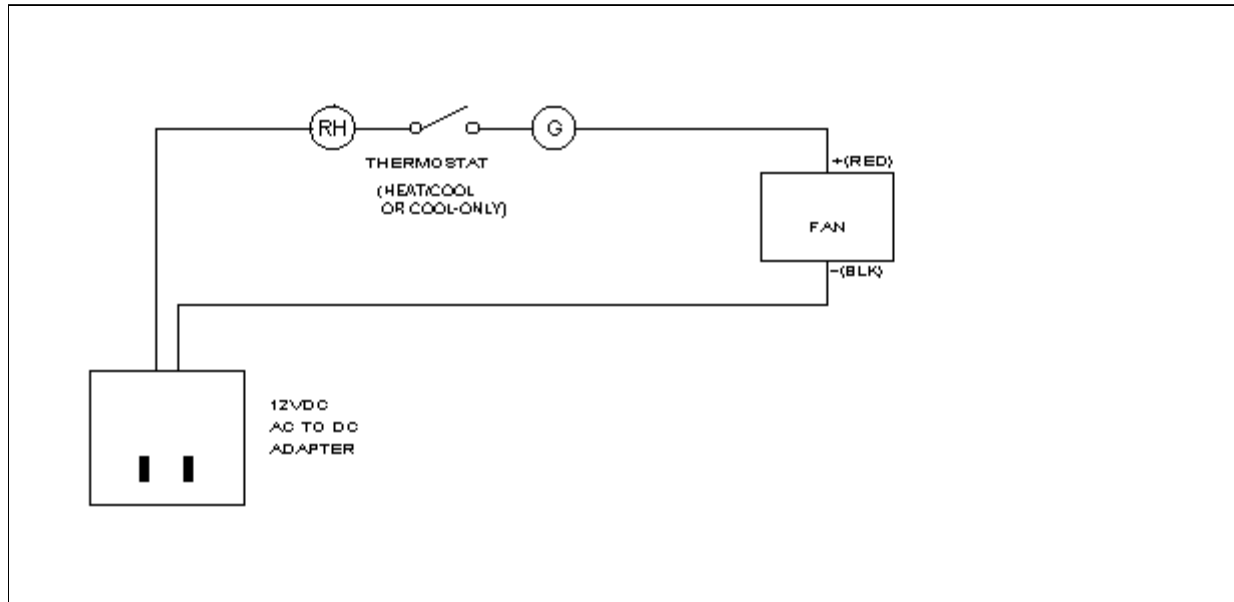 RH
G
THERMOSTAT
(HEAT/COOL
OR COOL-ONLY)
+(RED)
FAN
-(BLK)
12VDC
AC TO DC
ADAPTER